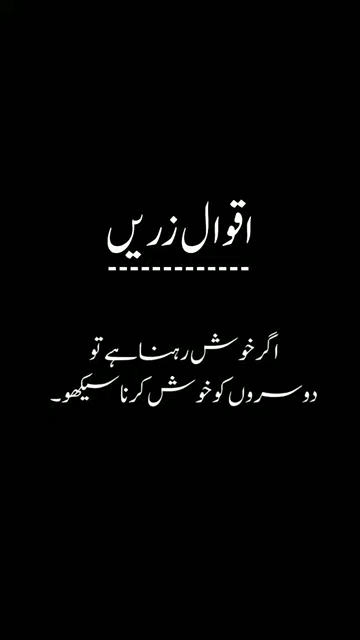 اقوال زریں
اگر خوش رہنا ہے تو
دوسروں کو خوش کرنا سیکھو۔